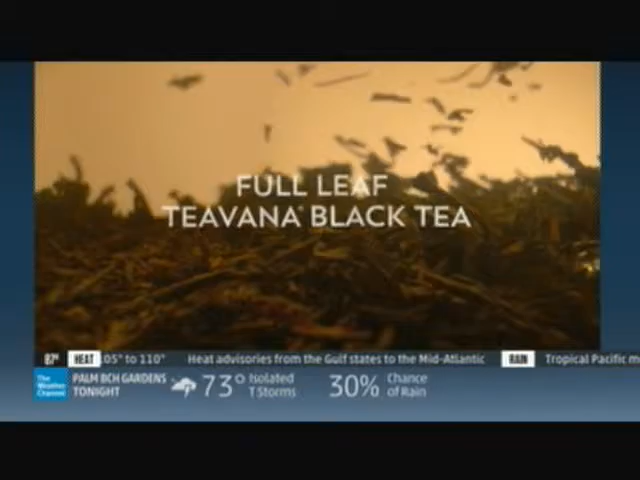 FULL LEAF
TEAVANA® BLACK TEA
87° HEAT 105° to 110° Heat advisories from the Gulf states to the Mid-Atlantic RAIN Tropical Pacific m
The Weather Channel
PALM BCH GARDENS
TONIGHT
73° Isolated
T Storms
30% Chance
of Rain